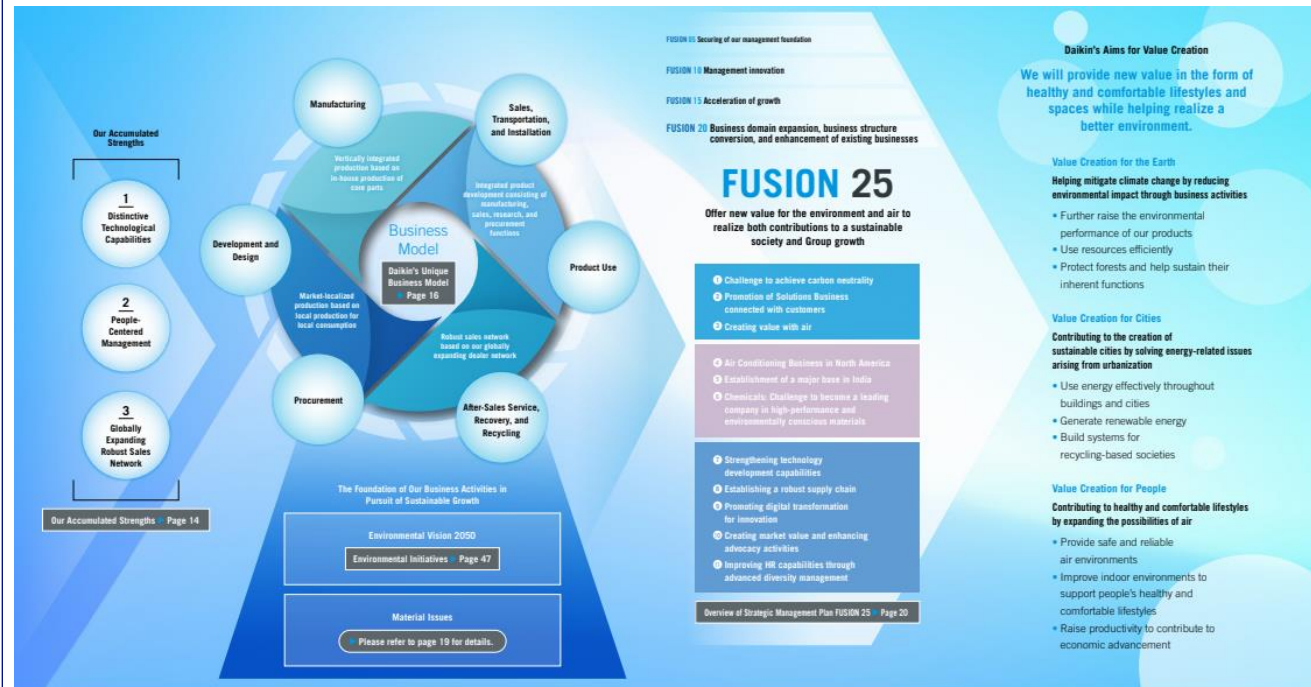 Our Accumulated
Strengths
1
Distinctive
Technological
Capabilities
2
People-
Centered
Management
3
Globally
Expanding
Robust Sales
Network
Our Accumulated Strengths ▶ Page 14
Manufacturing
Sales,
Transportation,
and Installation
Product Use
After-Sales Service,
Recovery, and
Recycling
Procurement
Development and
Design
Vertically integrated
production based on
in-house production of
core parts
Integrated product
development consisting of
manufacturing,
sales, research, and
procurement
functions
Business
Model
Daikin's Unique
Business Model
▶ Page 16
Market-localized
production based on
local production for
local consumption
Robust sales network
based on our globally
expanding dealer network
The Foundation of Our Business Activities in
Pursuit of Sustainable Growth
Environmental Vision 2050
Environmental Initiatives ▶ Page 47
Material Issues
▶ Please refer to page 19 for details.
FUSION 05 Securing of our management foundation
FUSION 10 Management innovation
FUSION 15 Acceleration of growth
FUSION 20 Business domain expansion, business structure
conversion, and enhancement of existing businesses
FUSION 25
Offer new value for the environment and air to
realize both contributions to a sustainable
society and Group growth
❶ Challenge to achieve carbon neutrality
❷ Promotion of Solutions Business
connected with customers
❸ Creating value with air
❹ Air Conditioning Business in North America
❺ Establishment of a major base in India
❻ Chemicals: Challenge to become a leading
company in high-performance and
environmentally conscious materials
❼ Strengthening technology
development capabilities
❽ Establishing a robust supply chain
❾ Promoting digital transformation
for innovation
❿ Creating market value and enhancing
advocacy activities
⓫ Improving HR capabilities through
advanced diversity management
Overview of Strategic Management Plan FUSION 25 ▶ Page 20
Daikin's Aims for Value Creation
We will provide new value in the form of
healthy and comfortable lifestyles and
spaces while helping realize a
better environment.
Value Creation for the Earth
Helping mitigate climate change by reducing
environmental impact through business activities
• Further raise the environmental
performance of our products
• Use resources efficiently
• Protect forests and help sustain their
inherent functions
Value Creation for Cities
Contributing to the creation of
sustainable cities by solving energy-related issues
arising from urbanization
• Use energy effectively throughout
buildings and cities
• Generate renewable energy
• Build systems for
recycling-based societies
Value Creation for People
Contributing to healthy and comfortable lifestyles
by expanding the possibilities of air
• Provide safe and reliable
air environments
• Improve indoor environments to
support people's healthy and
comfortable lifestyles
• Raise productivity to contribute to
economic advancement